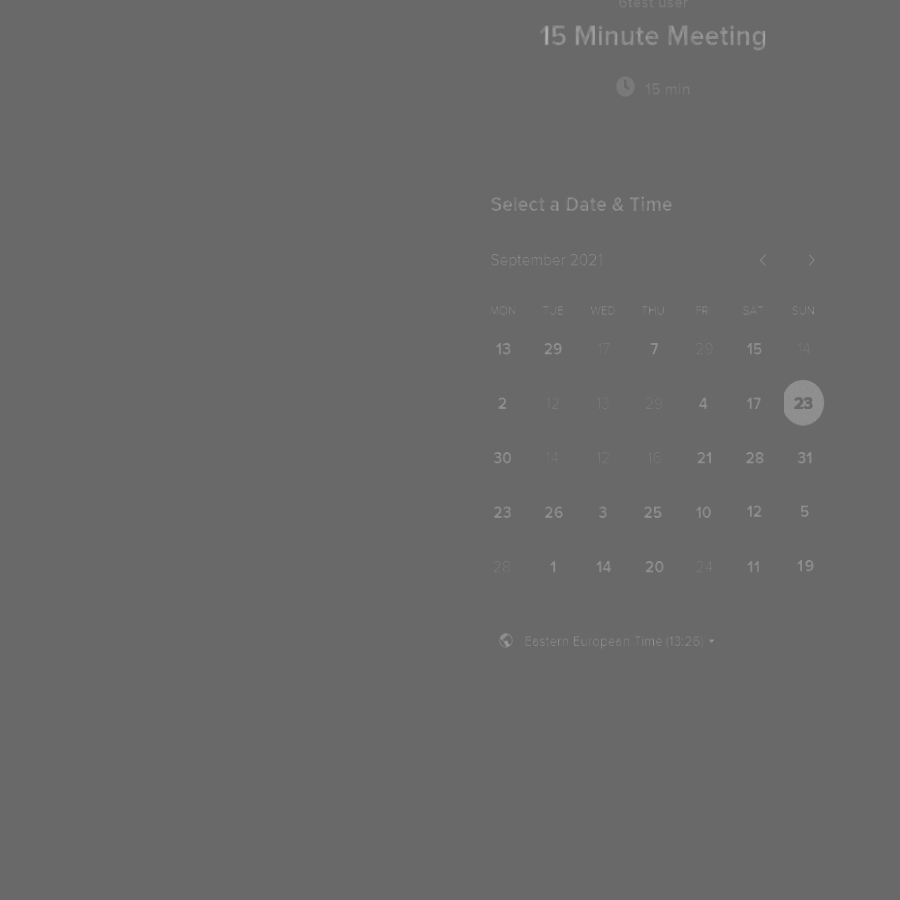 6test user
15 Minute Meeting
15 min
Select a Date & Time
September 2021
MON TUE WED THU FRI SAT SUN
13 29 17 7 29 15 14
2 12 13 29 4 17 23
30 14 12 16 21 28 31
23 26 3 25 10 12 5
28 1 14 20 24 11 19
Eastern European Time (13:26)